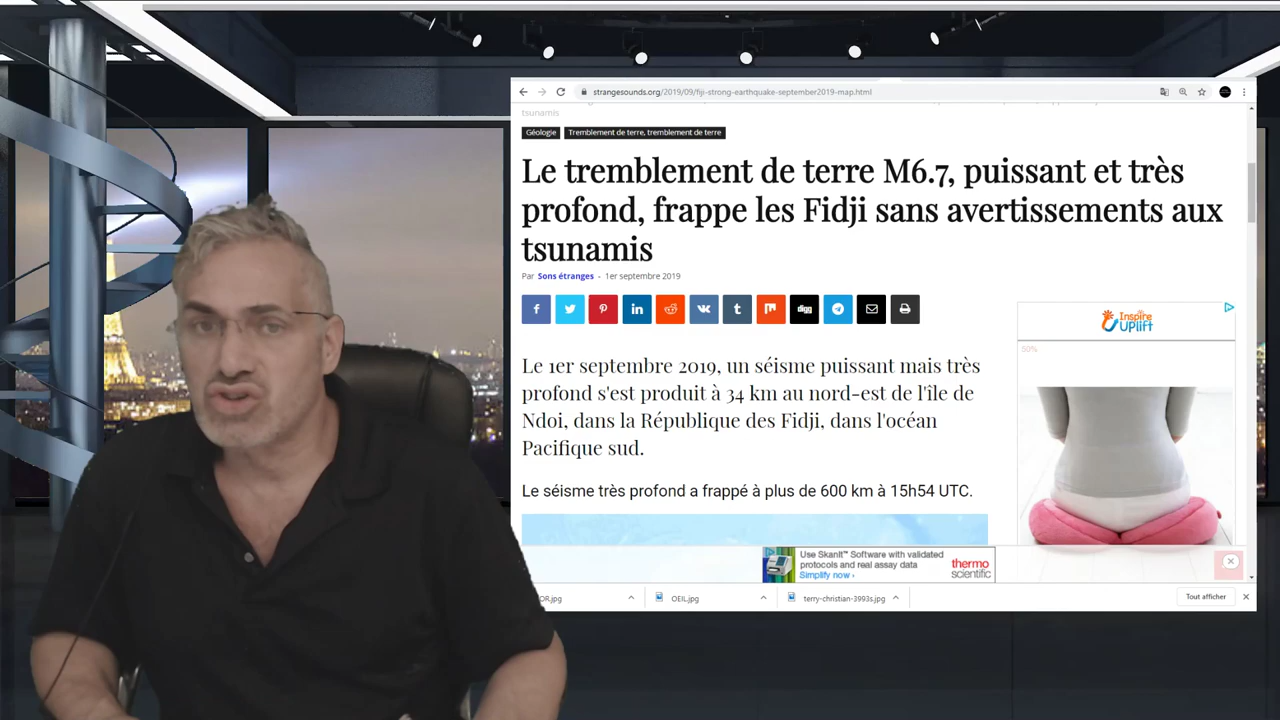 strangesounds.org/2019/09/fiji-strong-earthquake-september2019-map.html
tsunamis
Géologie
Tremblement de terre, tremblement de terre
Le tremblement de terre M6.7, puissant et très
profond, frappe les Fidji sans avertissements aux
tsunamis
Par Sons étranges - 1er septembre 2019
digg
Le 1er septembre 2019, un séisme puissant mais très
profond s'est produit à 34 km au nord-est de l'île de
Ndoi, dans la République des Fidji, dans l'océan
Pacifique sud.
Le séisme très profond a frappé à plus de 600 km à 15h54 UTC.
Inspire
Uplift
50%
Use SkanIt™ Software with validated
protocols and real assay data
Simplify now ›
thermo
scientific
OR.jpg
OEIL.jpg
terry-christian-3993s.jpg
Tout afficher